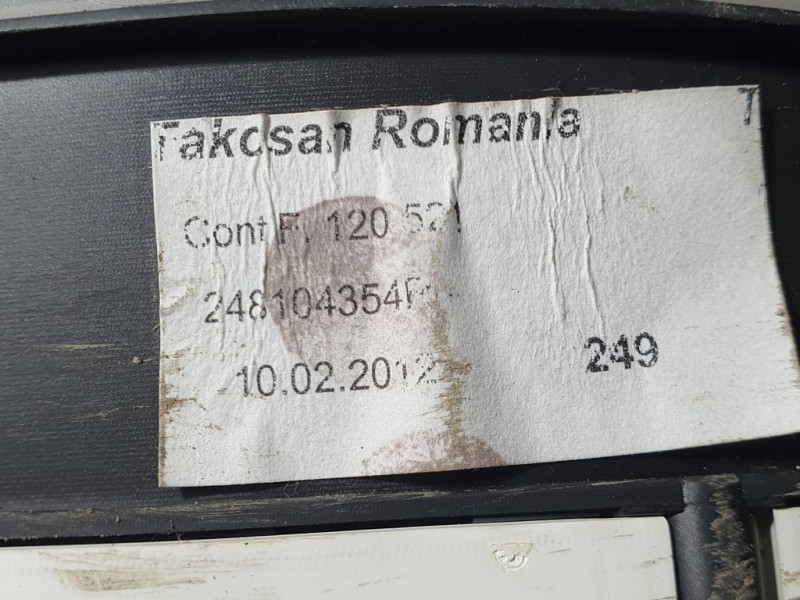 Takosan Romania T
Cont F. 120 521
248104354R
10.02.2012
249